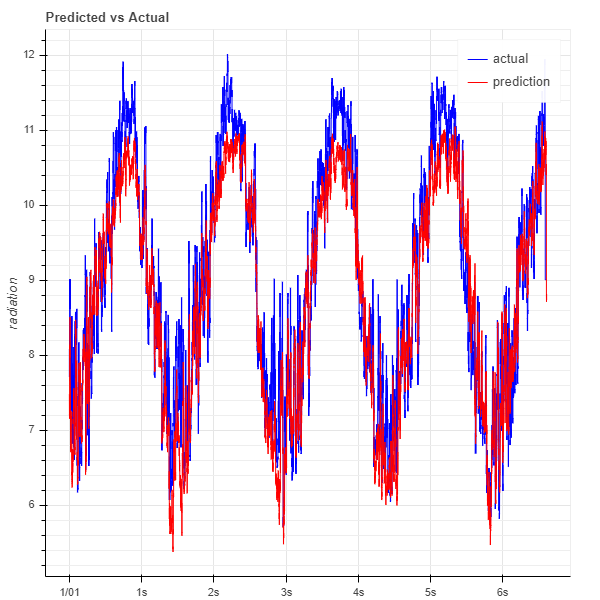 Predicted vs Actual
actual
prediction
12
11
10
9
8
7
6
radiation
1/01 1s 2s 3s 4s 5s 6s